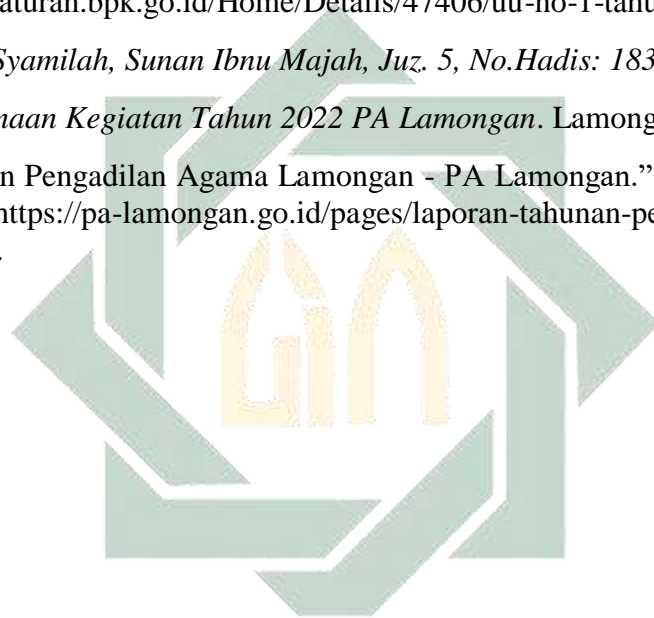 aturan.bpk.go.id/Home/Details/47406/uu-no-1-tahu
Syamilah, Sunan Ibnu Majah, Juz. 5, No.Hadis: 183
naan Kegiatan Tahun 2022 PA Lamongan. Lamong
n Pengadilan Agama Lamongan - PA Lamongan.”
https://pa-lamongan.go.id/pages/laporan-tahunan-pe
.
uin